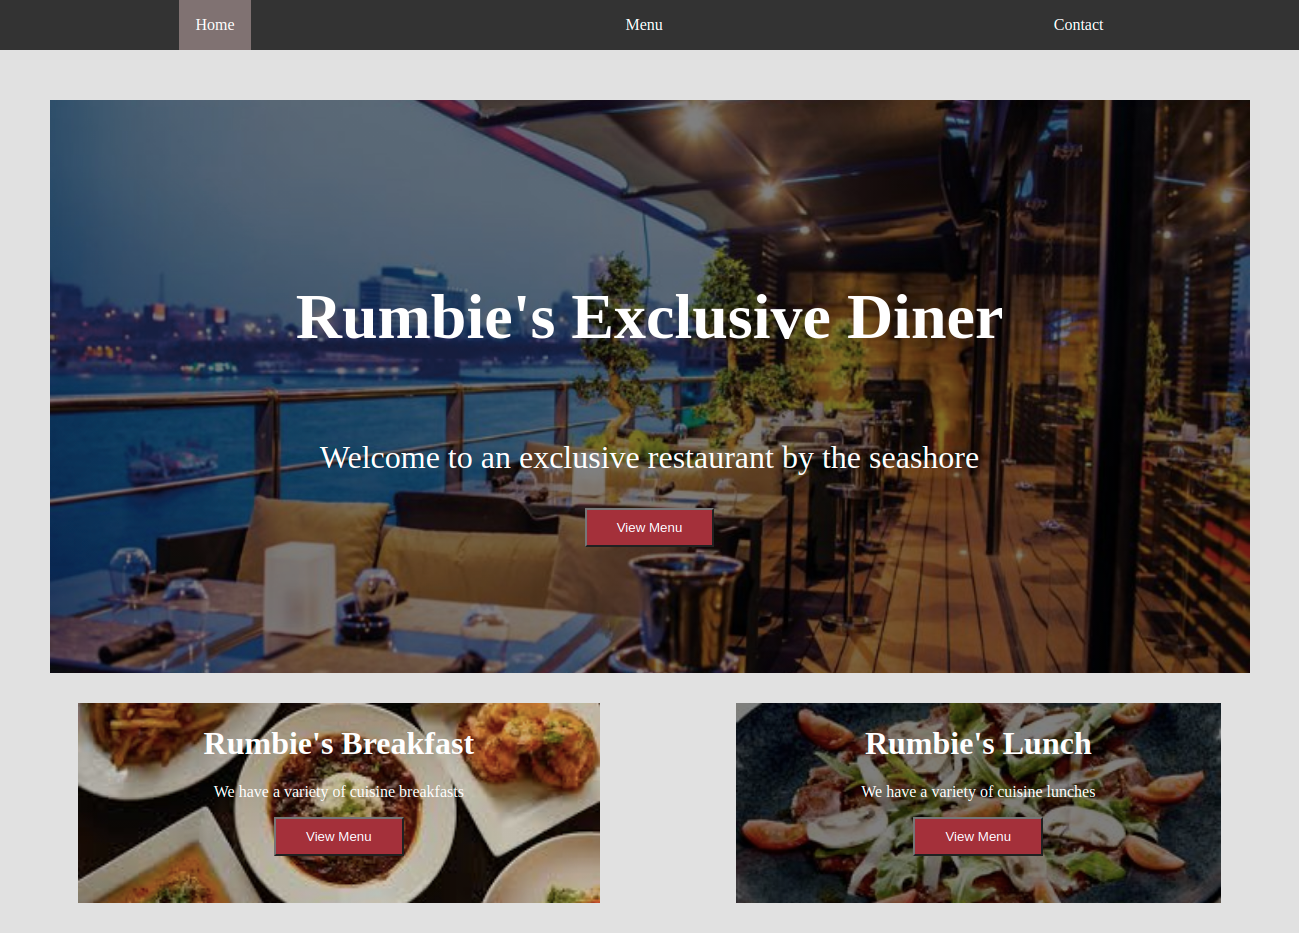 Home
Menu
Contact
Rumbie's Exclusive Diner
Welcome to an exclusive restaurant by the seashore
View Menu
Rumbie's Breakfast
We have a variety of cuisine breakfasts
View Menu
Rumbie's Lunch
We have a variety of cuisine lunches
View Menu